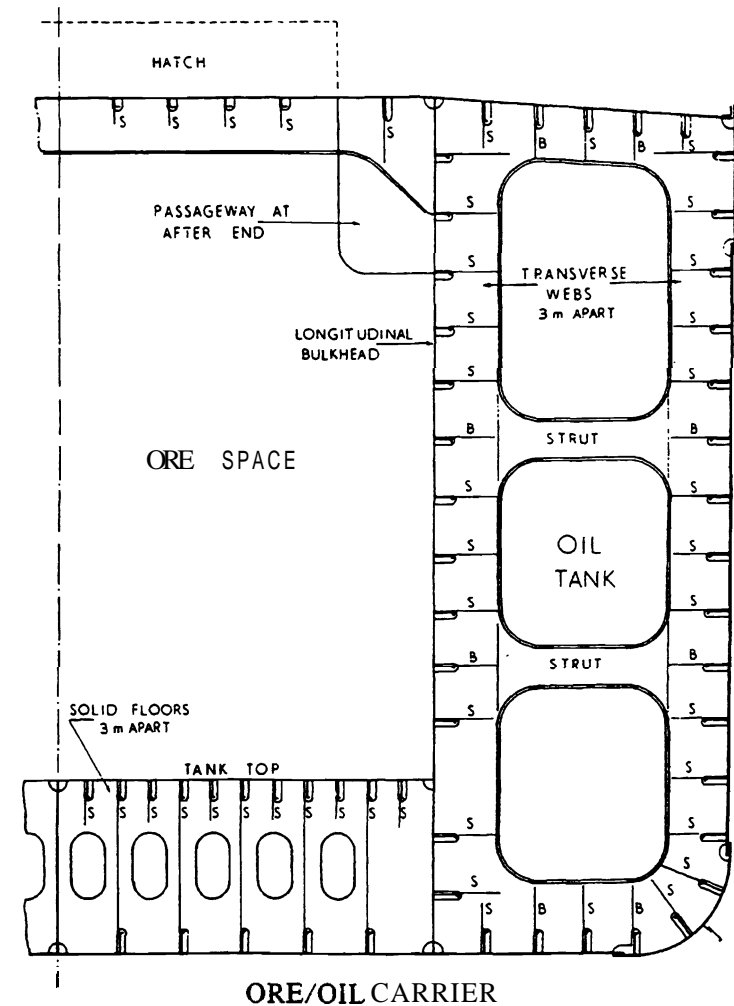 HATCH
S S S S S S B S B S
PASSAGEWAY AT
AFTER END
S S
S S
TRANSVERSE
WEBS
3 m APART
LONGITUDINAL
BULKHEAD
S S
S S
B STRUT B
ORE SPACE
S S
OIL
TANK
S S
S S
B STRUT B
SOLID FLOORS
3 m APART
S S
TANK TOP
S
S S S S S S S S S S S
S S
S S
S B S B
ORE/OIL CARRIER